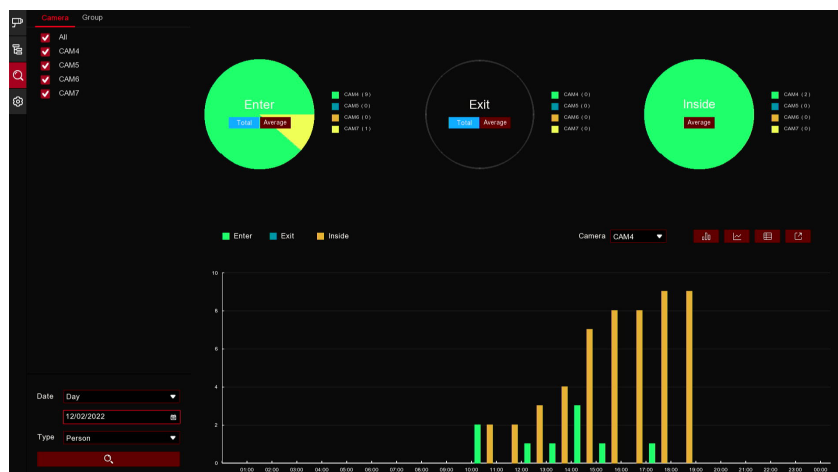 Camera Group
All
CAM4
CAM5
CAM6
CAM7
Enter
Total Average
CAM4 ( 9 )
CAM5 ( 0 )
CAM6 ( 0 )
CAM7 ( 1 )
Exit
Total Average
CAM4 ( 0 )
CAM5 ( 0 )
CAM6 ( 0 )
CAM7 ( 0 )
Inside
Average
CAM4 ( 2 )
CAM5 ( 0 )
CAM6 ( 0 )
CAM7 ( 0 )
Enter Exit Inside
Camera CAM4
10
8
6
4
2
0
01:00 02:00 03:00 04:00 05:00 06:00 07:00 08:00 09:00 10:00 11:00 12:00 13:00 14:00 15:00 16:00 17:00 18:00 19:00 20:00 21:00 22:00 23:00 00:00
Date Day
12/02/2022
Type Person